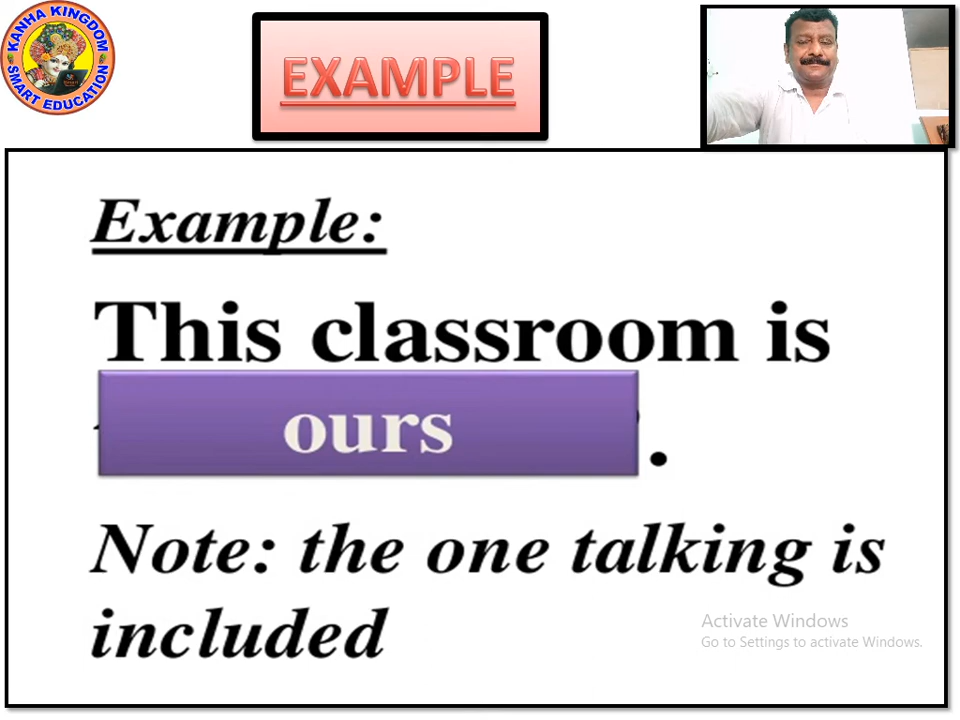 KANHA KINGDOM
SMART EDUCATION
EXAMPLE
Example:
This classroom is
ours.
Note: the one talking is
included
Activate Windows
Go to Settings to activate Windows.